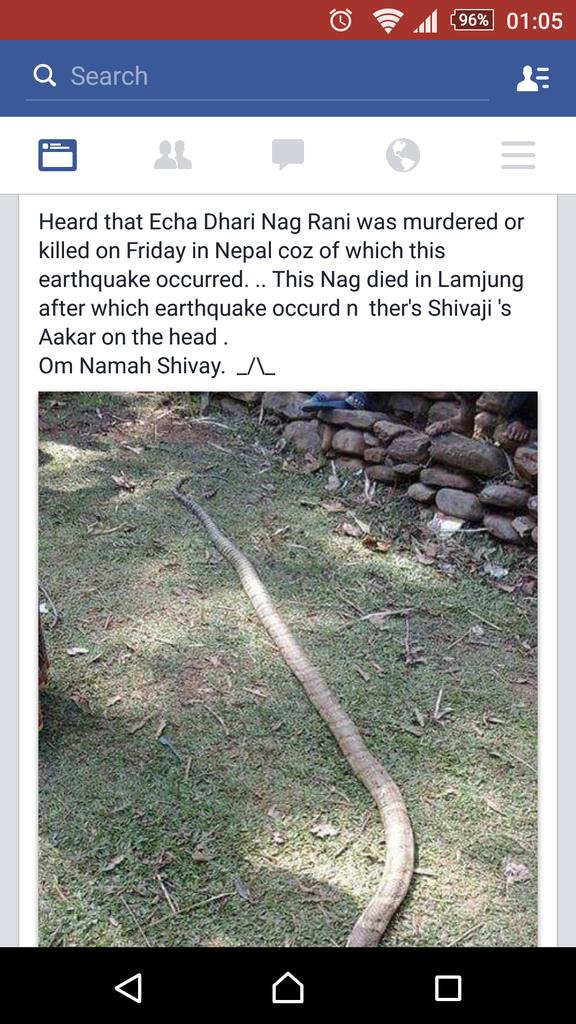 96% 01:05
Search
Heard that Echa Dhari Nag Rani was murdered or
killed on Friday in Nepal coz of which this
earthquake occurred. .. This Nag died in Lamjung
after which earthquake occurd n  ther's Shivaji 's
Aakar on the head .
Om Namah Shivay.  _/\_